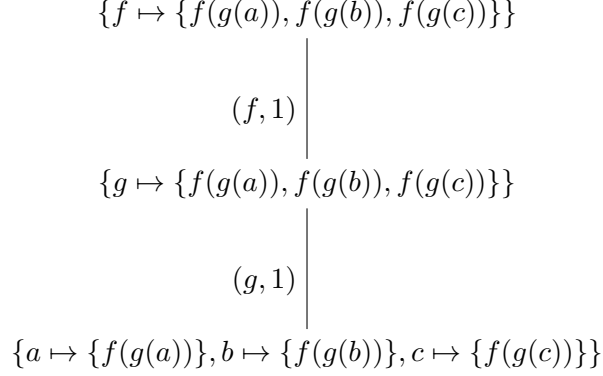 {f ↦ {f(g(a)), f(g(b)), f(g(c))}}
(f, 1)
{g ↦ {f(g(a)), f(g(b)), f(g(c))}}
(g, 1)
{a ↦ {f(g(a))}, b ↦ {f(g(b))}, c ↦ {f(g(c))}}